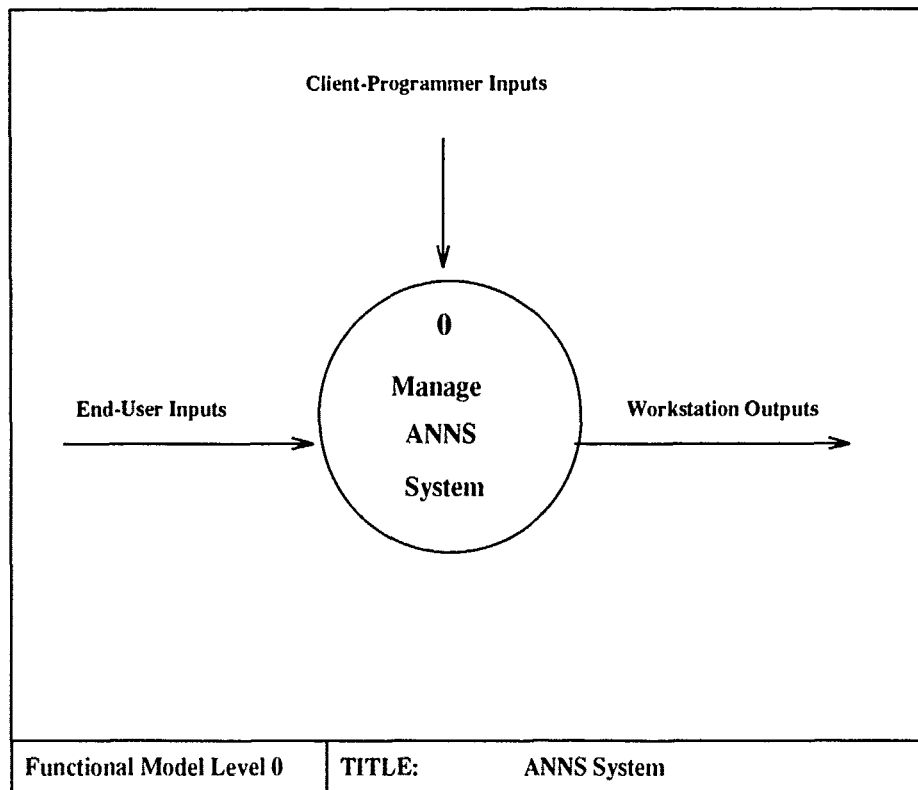 Client-Programmer Inputs
0
Manage
ANNS
System
End-User Inputs
Workstation Outputs
Functional Model Level 0
TITLE: ANNS System